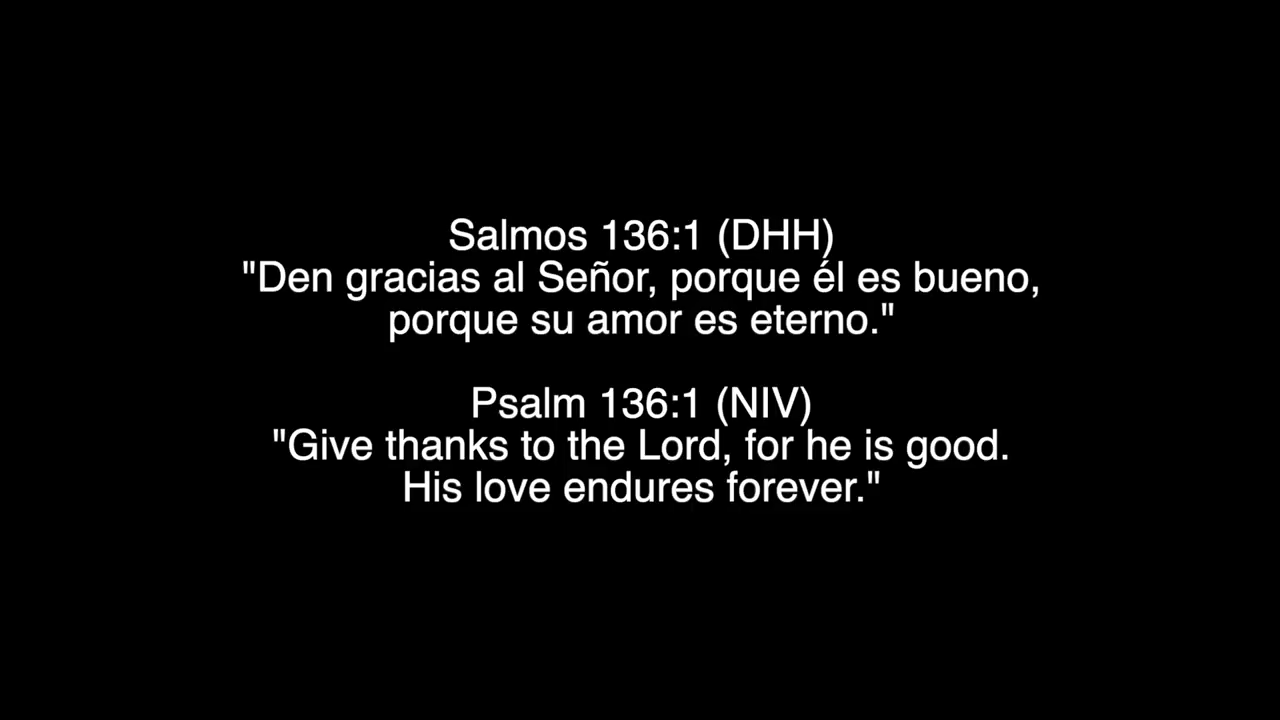 Salmos 136:1 (DHH)
"Den gracias al Señor, porque él es bueno,
porque su amor es eterno."
Psalm 136:1 (NIV)
"Give thanks to the Lord, for he is good.
His love endures forever."